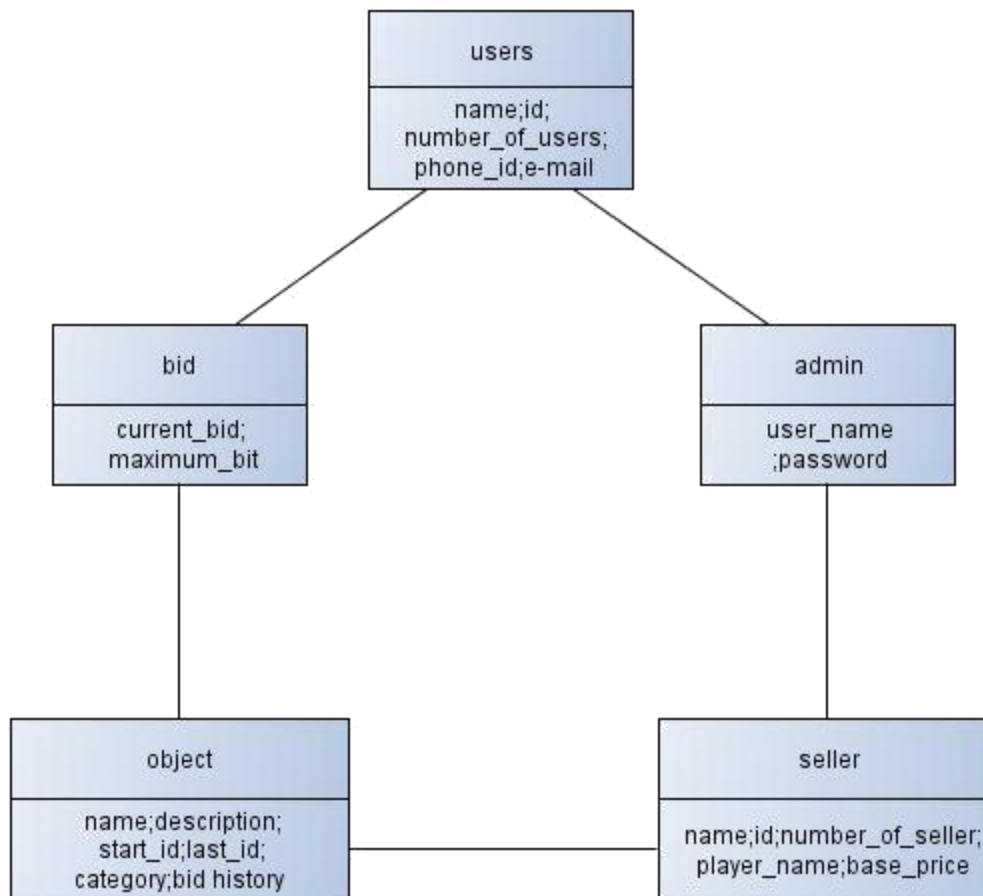 users
name;id;
number_of_users;
phone_id;e-mail
bid
current_bid;
maximum_bit
admin
user_name
;password
object
name;description;
start_id;last_id;
category;bid history
seller
name;id;number_of_seller;
player_name;base_price